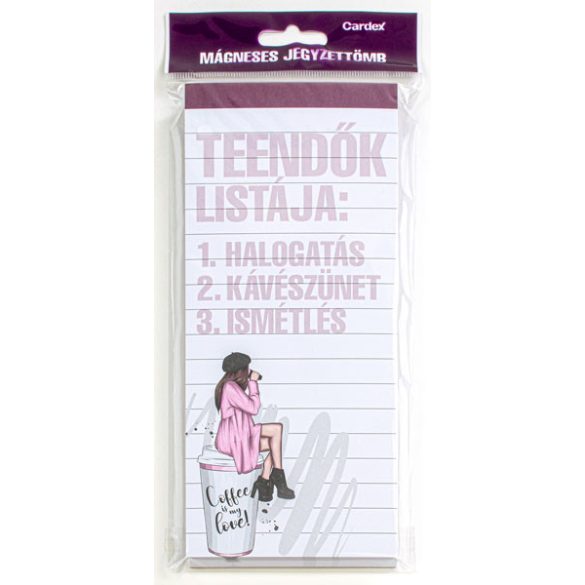 Cardex
MÁGNESES JEGYZETTÖMB
TEENDŐK
LISTÁJA:
1. HALOGATÁS
2. KÁVÉSZÜNET
3. ISMÉTLÉS
Coffee
is my
love!